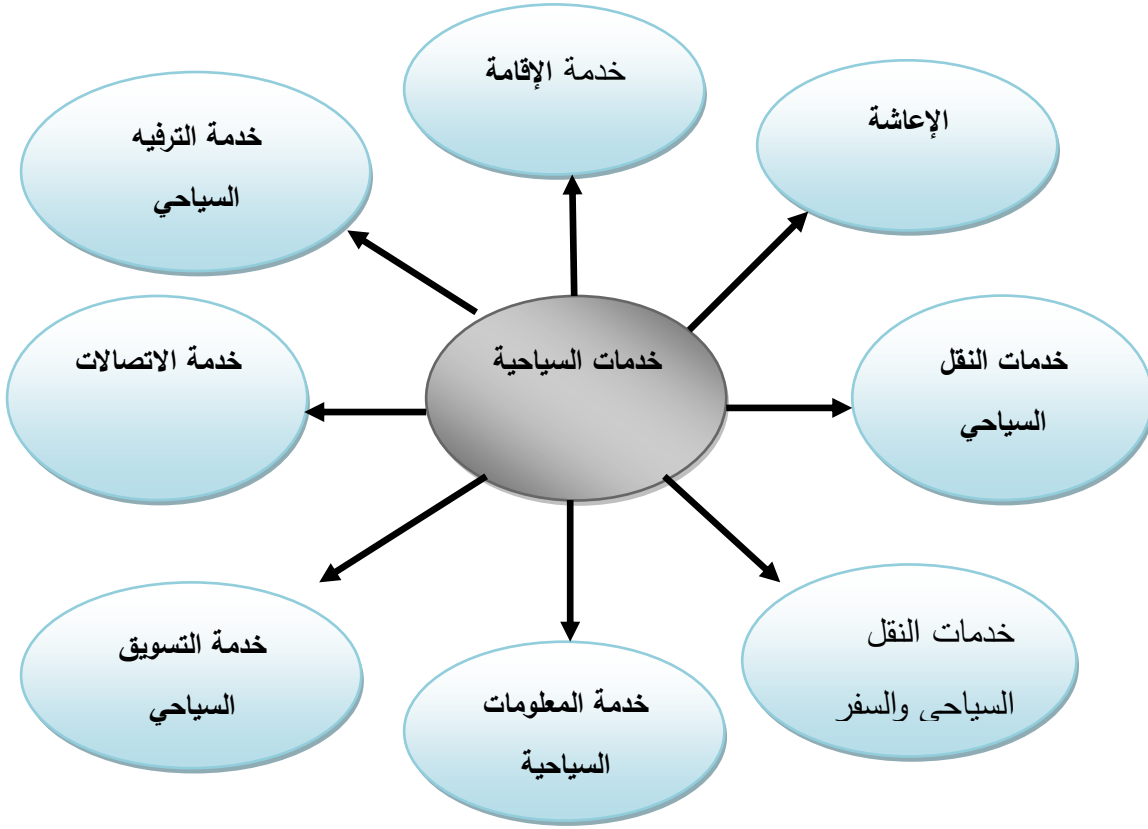 خدمة الإقامة
الإعاشة
خدمة الترفيه
السياحي
خدمات السياحية
خدمات النقل
السياحي
خدمة الاتصالات
خدمات النقل
السياحي والسفر
خدمة المعلومات
السياحية
خدمة التسويق
السياحي